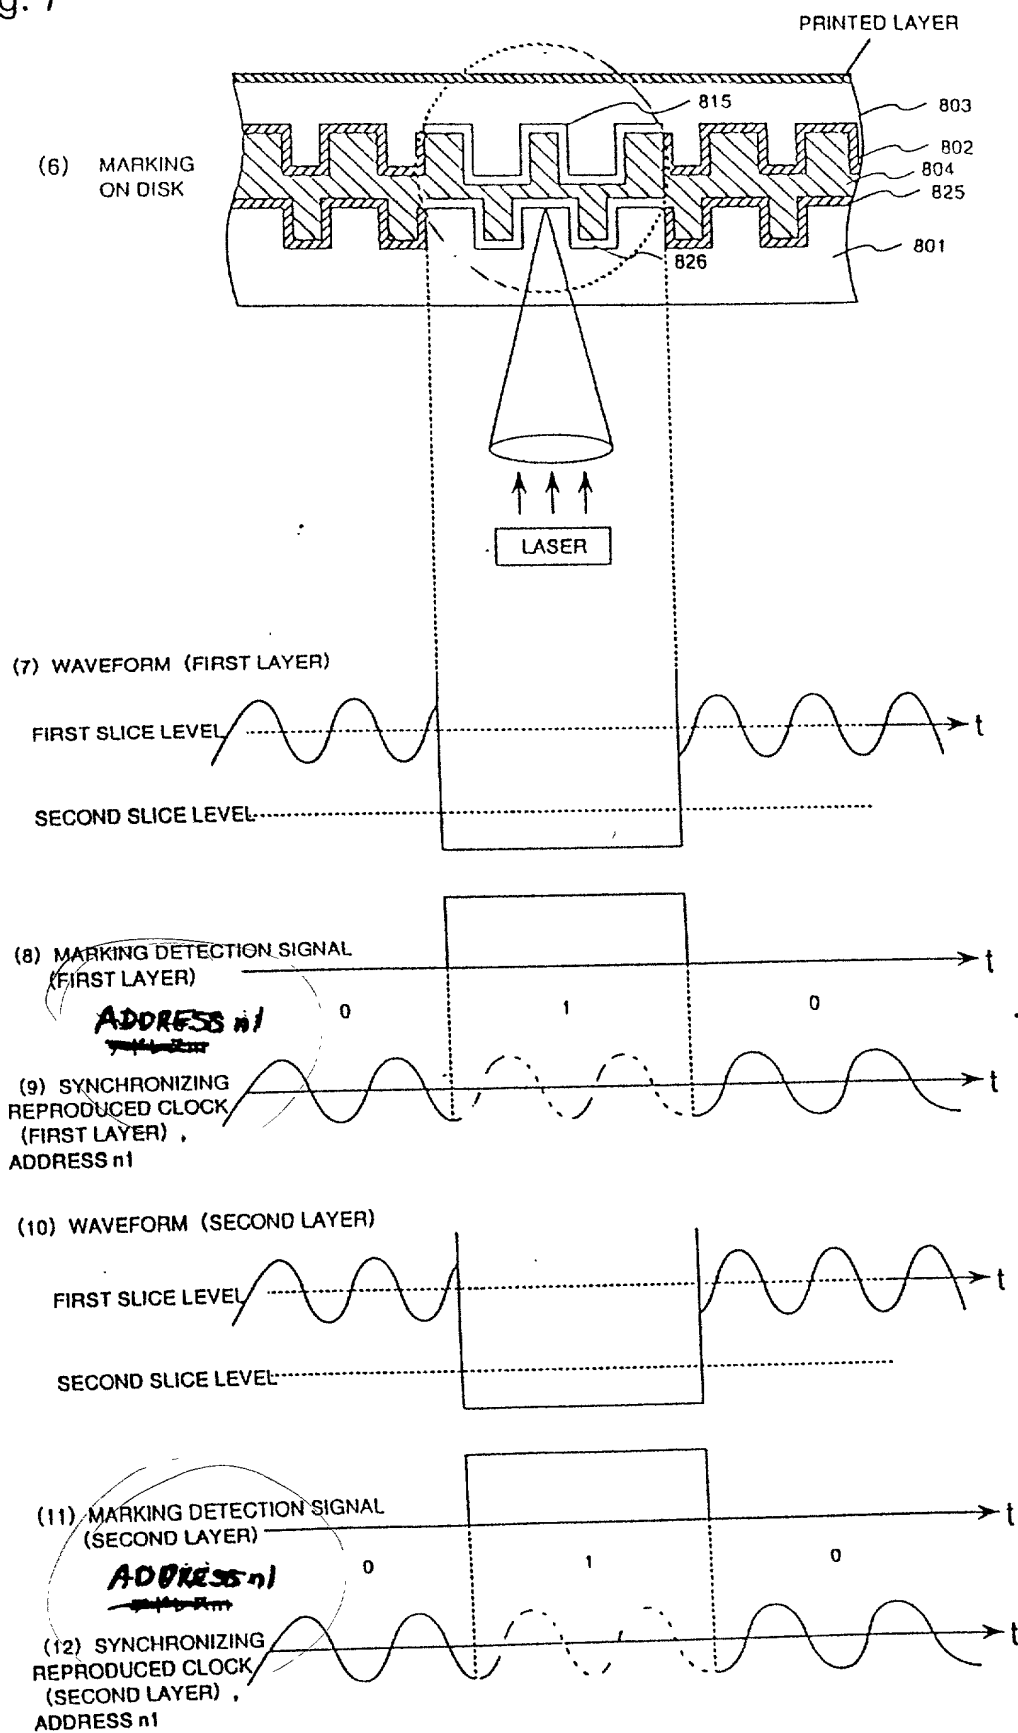 g. 7
PRINTED LAYER
815
803
(6) MARKING
ON DISK
802
804
825
801
826
LASER
(7) WAVEFORM (FIRST LAYER)
FIRST SLICE LEVEL
t
SECOND SLICE LEVEL
(8) MARKING DETECTION SIGNAL
(FIRST LAYER)
t
0 1 0
ADDRESS n1
(9) SYNCHRONIZING
REPRODUCED CLOCK
(FIRST LAYER),
ADDRESS n1
t
(10) WAVEFORM (SECOND LAYER)
FIRST SLICE LEVEL
t
SECOND SLICE LEVEL
(11) MARKING DETECTION SIGNAL
(SECOND LAYER)
t
0 1 0
ADDRESS n1
(12) SYNCHRONIZING
REPRODUCED CLOCK
(SECOND LAYER),
ADDRESS n1
t